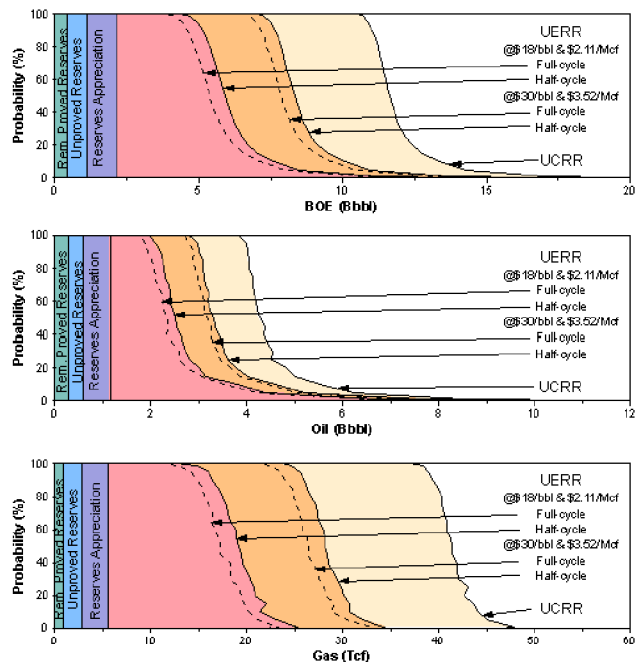 Probability (%)
100
80
60
40
20
0
Rem. Proved Reserves
Unproved Reserves
Reserves Appreciation
UERR
@$18/bbl & $2.11/Mcf
Full-cycle
Half-cycle
@$30/bbl & $3.52/Mcf
Full-cycle
Half-cycle
UCRR
0 5 10 15 20
BOE (Bbbl)
Probability (%)
100
80
60
40
20
0
Rem. Proved Reserves
Unproved Reserves
Reserves Appreciation
UERR
@$18/bbl & $2.11/Mcf
Full-cycle
Half-cycle
@$30/bbl & $3.52/Mcf
Full-cycle
Half-cycle
UCRR
0 2 4 6 8 10 12
Oil (Bbbl)
Probability (%)
100
80
60
40
20
0
Rem. Proved Reserves
Unproved Reserves
Reserves Appreciation
UERR
@$18/bbl & $2.11/Mcf
Full-cycle
Half-cycle
@$30/bbl & $3.52/Mcf
Full-cycle
Half-cycle
UCRR
0 10 20 30 40 50 60
Gas (Tcf)